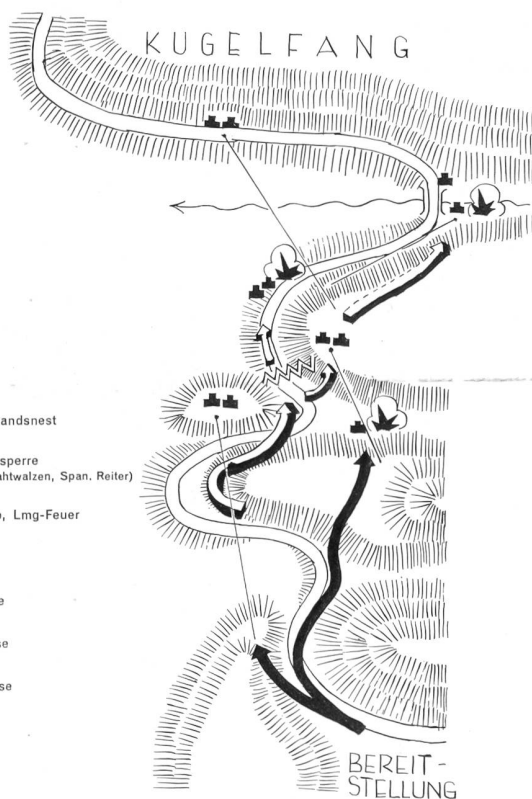 KUGELFANG
andsnest
sperre
ahtwalzen, Span. Reiter)
, Lmg-Feuer
e
se
se
BEREIT-
STELLUNG